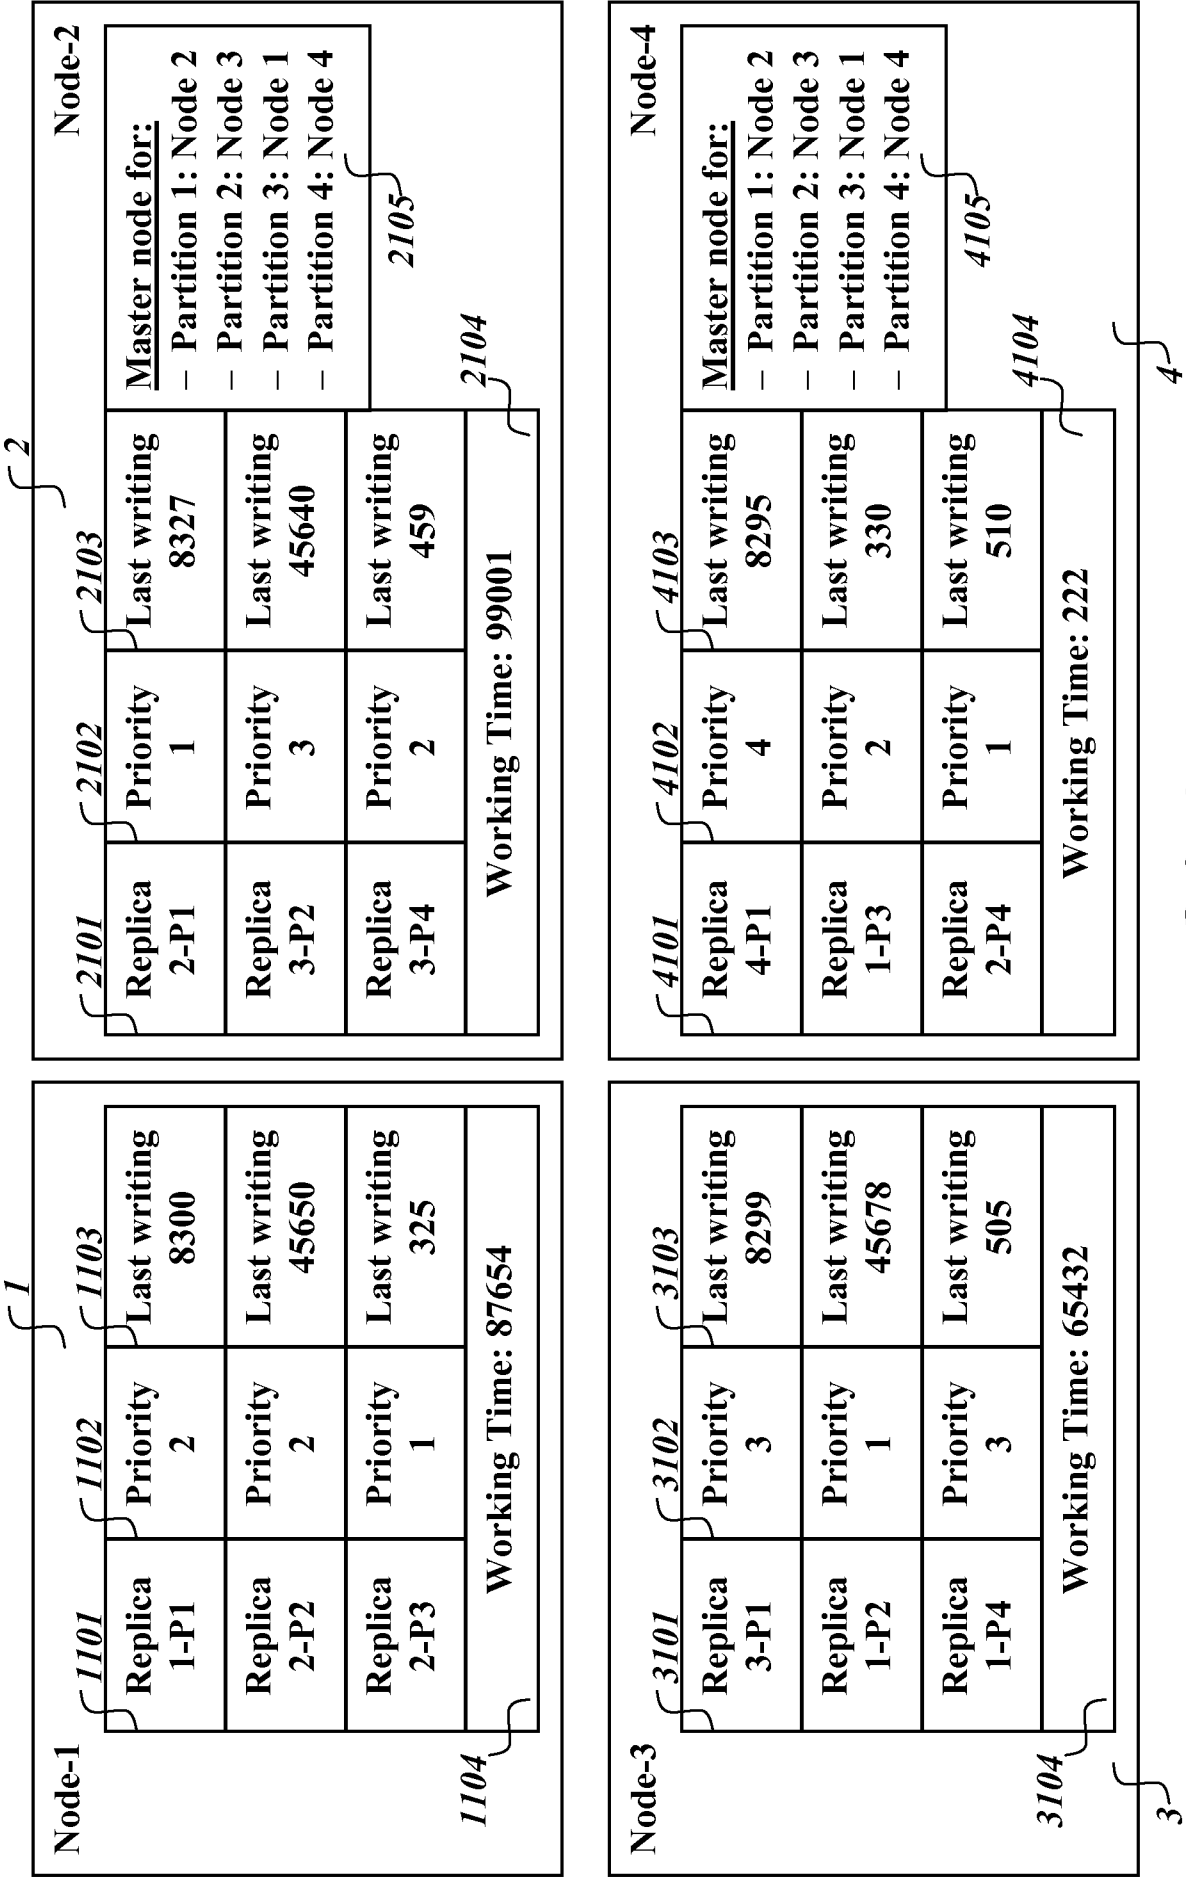 1
Node-1
1101
1102
1103
Replica
1-P1
Priority
2
Last writing
8300
Replica
2-P2
Priority
2
Last writing
45650
Replica
2-P3
Priority
1
Last writing
325
Working Time: 87654
1104
2
Node-2
2101
2102
2103
Replica
2-P1
Priority
1
Last writing
8327
Replica
3-P2
Priority
3
Last writing
45640
Replica
3-P4
Priority
2
Last writing
459
Working Time: 99001
2104
Master node for:
– Partition 1: Node 2
– Partition 2: Node 3
– Partition 3: Node 1
– Partition 4: Node 4
2105
Node-3
3101
3102
3103
Replica
3-P1
Priority
3
Last writing
8299
Replica
1-P2
Priority
1
Last writing
45678
Replica
1-P4
Priority
3
Last writing
505
Working Time: 65432
3104
3
Node-4
4101
4102
4103
Replica
4-P1
Priority
4
Last writing
8295
Replica
1-P3
Priority
2
Last writing
330
Replica
2-P4
Priority
1
Last writing
510
Working Time: 222
4104
Master node for:
– Partition 1: Node 2
– Partition 2: Node 3
– Partition 3: Node 1
– Partition 4: Node 4
4105
4